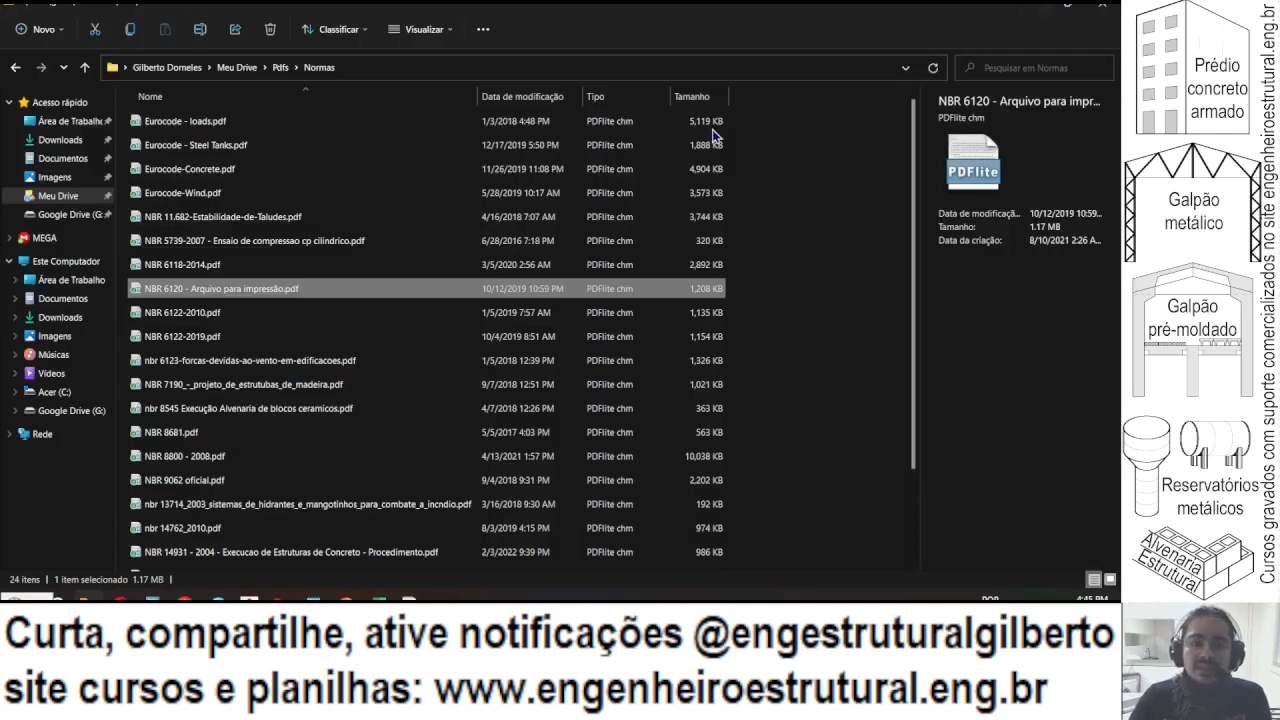 Novo
Classificar
Visualizar
Gilberto Dorneles > Meu Drive > Pdfs > Normas
Pesquisar em Normas
Acesso rápido
Área de Trabalho
Downloads
Documentos
Imagens
Meu Drive
Google Drive (G:
MEGA
Este Computador
Área de Trabalho
Documentos
Downloads
Imagens
Músicas
Vídeos
Acer (C:)
Google Drive (G:)
Rede
Nome Data de modificação Tipo Tamanho
Eurocode - loads.pdf 1/3/2018 4:48 PM PDFlite chm 5,119 KB
Eurocode - Steel Tanks.pdf 12/17/2019 5:50 PM PDFlite chm 1,888 KB
Eurocode-Concrete.pdf 11/26/2019 11:08 PM PDFlite chm 4,904 KB
Eurocode-Wind.pdf 5/28/2019 10:17 AM PDFlite chm 3,573 KB
NBR 11.682-Estabilidade-de-Taludes.pdf 4/16/2018 7:07 AM PDFlite chm 3,744 KB
NBR 5739-2007 - Ensaio de compressao cp cilíndrico.pdf 6/28/2016 7:18 PM PDFlite chm 320 KB
NBR 6118-2014.pdf 3/5/2020 2:56 AM PDFlite chm 2,892 KB
NBR 6120 - Arquivo para impressão.pdf 10/12/2019 10:59 PM PDFlite chm 1,208 KB
NBR 6122-2010.pdf 1/5/2017 7:57 AM PDFlite chm 1,135 KB
NBR 6122-2019.pdf 10/4/2019 8:51 AM PDFlite chm 1,154 KB
nbr 6123-forcas-devidas-ao-vento-em-edificacoes.pdf 1/5/2018 12:39 PM PDFlite chm 1,326 KB
NBR 7190_-_projeto_de_estrutubas_de_madeira.pdf 9/7/2018 12:51 PM PDFlite chm 1,021 KB
nbr 8545 Execução Alvenaria de blocos ceramicos.pdf 4/7/2018 12:26 PM PDFlite chm 363 KB
NBR 8681.pdf 5/5/2017 4:03 PM PDFlite chm 563 KB
NBR 8800 - 2008.pdf 4/13/2021 1:57 PM PDFlite chm 10,038 KB
NBR 9062 oficial.pdf 9/4/2018 9:31 PM PDFlite chm 2,202 KB
nbr 13714_2003_sistemas_de_hidrantes_e_mangotinhos_para_combate_a_incndio.pdf 3/16/2018 9:30 AM PDFlite chm 192 KB
nbr 14762_2010.pdf 8/3/2019 4:15 PM PDFlite chm 974 KB
NBR 14931 - 2004 - Execucao de Estruturas de Concreto - Procedimento.pdf 2/3/2022 9:39 PM PDFlite chm 986 KB
NBR 6120 - Arquivo para impr...
PDFlite chm
PDFlite
Data de modificaçã... 10/12/2019 10:59...
Tamanho: 1.17 MB
Data da criação: 8/10/2021 2:26 A...
24 itens | 1 item selecionado 1.17 MB |
Prédio
concreto
armado
Galpão
metálico
Galpão
pré-moldado
Reservatórios
metálicos
Alvenaria
Estrutural
Cursos gravados com suporte comercializados no site engenheiroestrutural.eng.br
Curta, compartilhe, ative notificações @engestruturalgilberto
site cursos e planilhas: www.engenheiroestrutural.eng.br